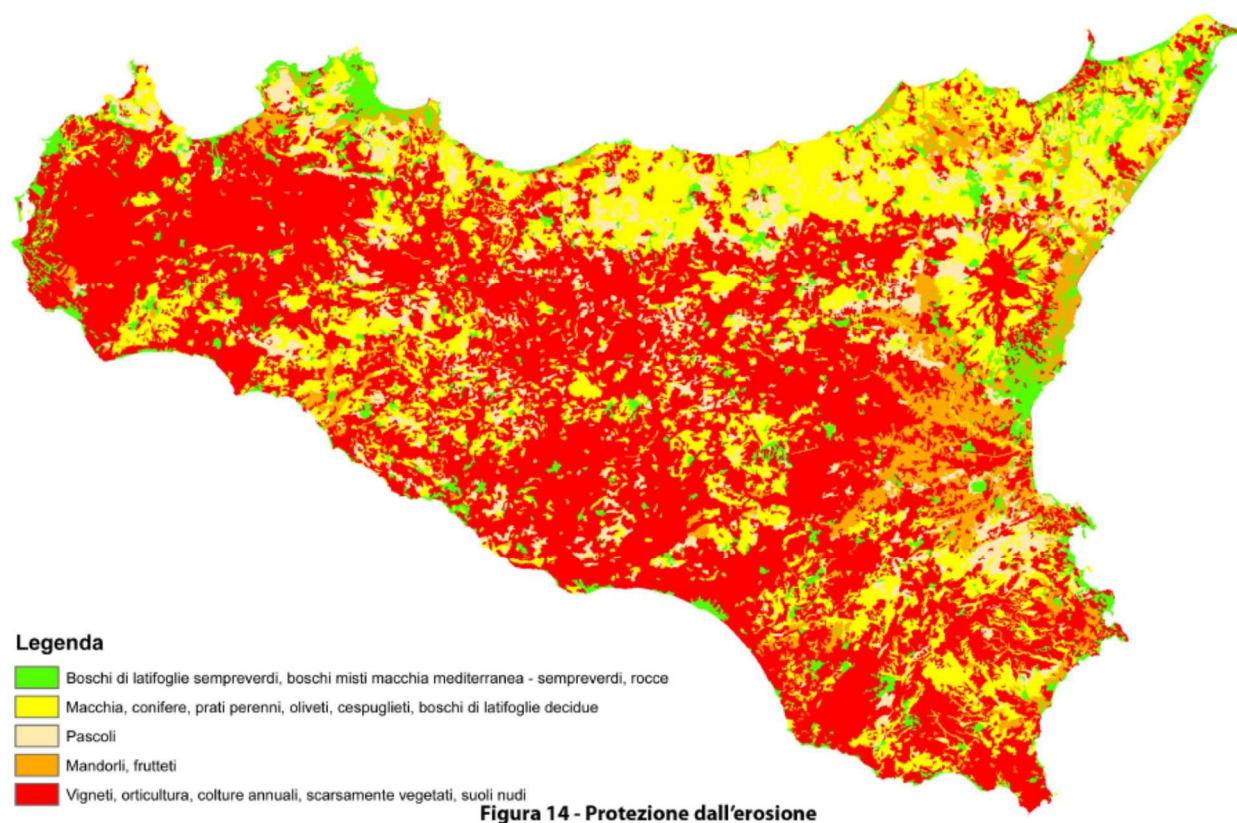 Legenda
Boschi di latifoglie sempreverdi, boschi misti macchia mediterranea - sempreverdi, rocce
Macchia, conifere, prati perenni, oliveti, cespuglieti, boschi di latifoglie decidue
Pascoli
Mandorli, frutteti
Vigneti, orticultura, colture annuali, scarsamente vegetati, suoli nudi
Figura 14 - Protezione dall'erosione